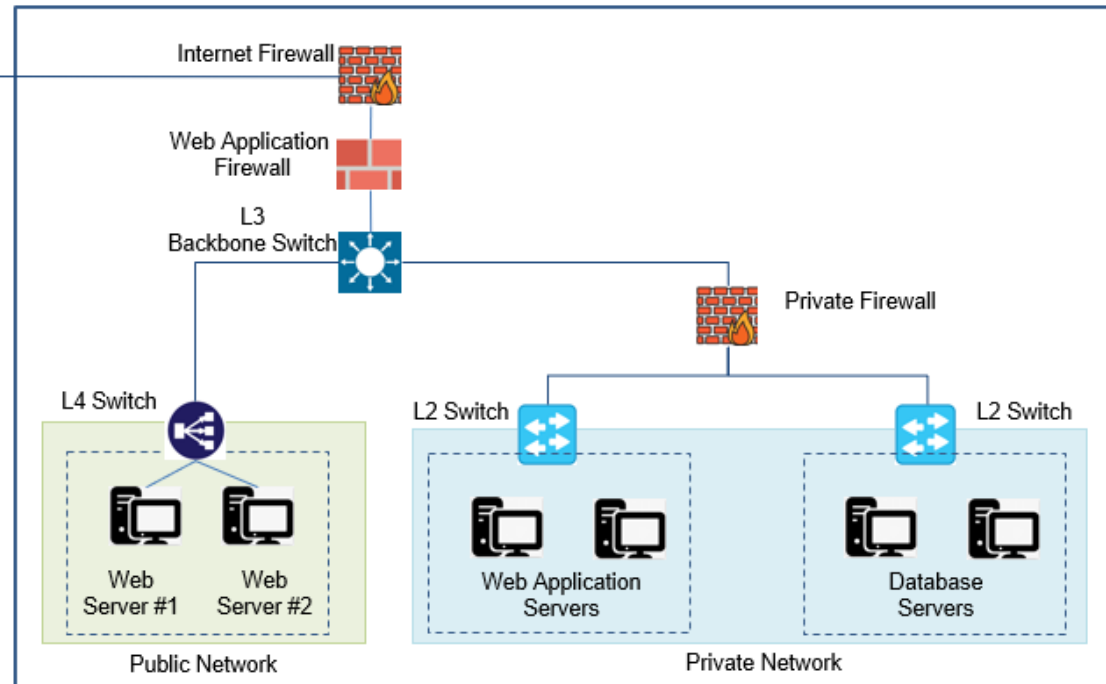 Internet Firewall
Web Application
Firewall
L3
Backbone Switch
Private Firewall
L4 Switch
L2 Switch
L2 Switch
Web
Server #1
Web
Server #2
Web Application
Servers
Database
Servers
Public Network
Private Network